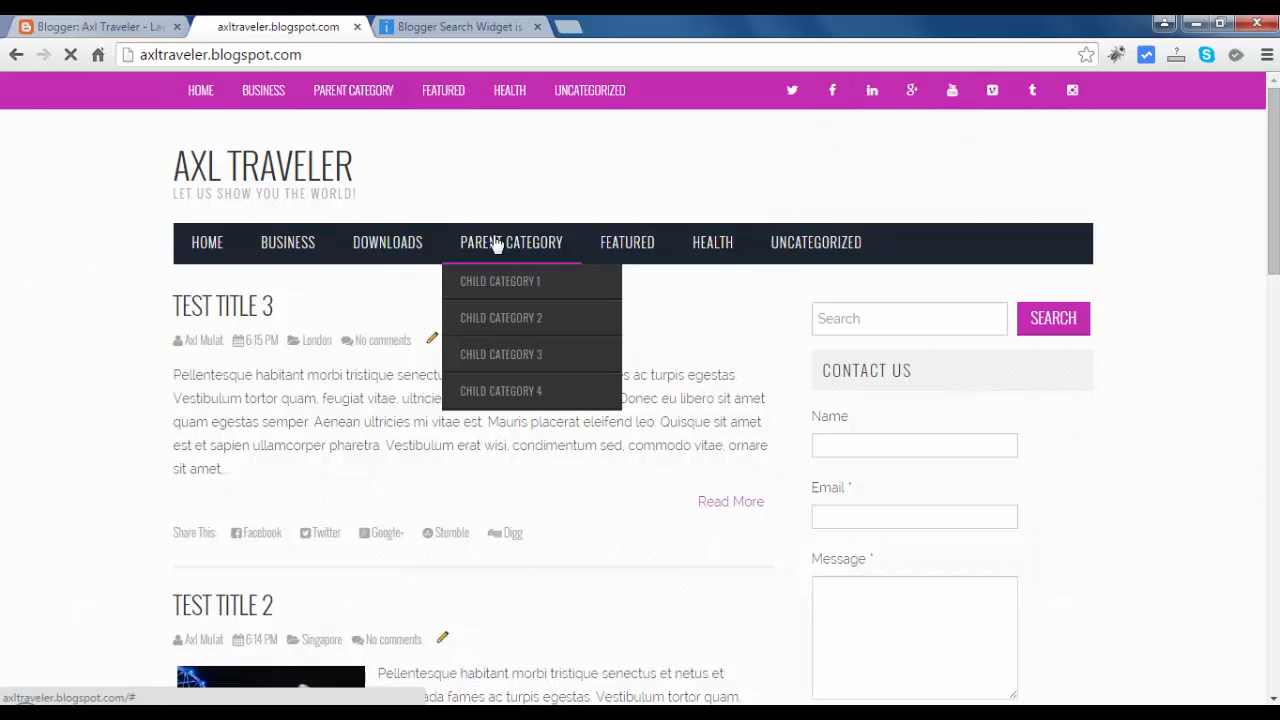 Blogger: Axl Traveler - La
axltraveler.blogspot.com
Blogger Search Widget is
axltraveler.blogspot.com
HOME BUSINESS PARENT CATEGORY FEATURED HEALTH UNCATEGORIZED
AXL TRAVELER
LET US SHOW YOU THE WORLD!
HOME BUSINESS DOWNLOADS PARENT CATEGORY FEATURED HEALTH UNCATEGORIZED
CHILD CATEGORY 1
CHILD CATEGORY 2
CHILD CATEGORY 3
CHILD CATEGORY 4
TEST TITLE 3
Axl Mulat 6:15 PM London No comments
Pellentesque habitant morbi tristique senectu s ac turpis egestas.
Vestibulum tortor quam, feugiat vitae, ultricie Donec eu libero sit amet
quam egestas semper. Aenean ultricies mi vitae est. Mauris placerat eleifend leo. Quisque sit amet
est et sapien ullamcorper pharetra. Vestibulum erat wisi, condimentum sed, commodo vitae, ornare
sit amet,...
Read More
Share This: Facebook Twitter Google+ Stumble Digg
TEST TITLE 2
Axl Mulat 6:14 PM Singapore No comments
Pellentesque habitant morbi tristique senectus et netus et
ada fames ac turpis egestas. Vestibulum tortor quam,
Search SEARCH
CONTACT US
Name
Email *
Message *
axltraveler.blogspot.com/#